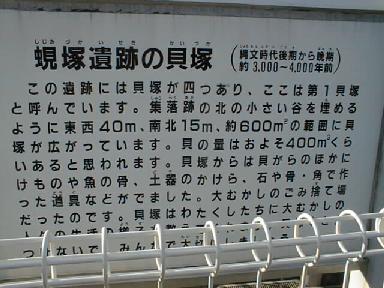 蜆塚遺跡の貝塚
(縄文時代後期から晩期
約3,000〜4,000年前)
この遺跡には貝塚が四つあり、ここは第1貝塚
と呼んでいます。集落跡の北の小さい谷を埋める
ように東西40m、南北15m、約600m²の範囲に貝
塚が広がっています。貝の量はおよそ400m³くら
いあると思われます。貝塚からは貝がらのほかに
けものや魚の骨、土器のかけら、石や骨・角で作
った道具などがでました。大むかしのごみ捨て場
だったのです。貝塚はわたくしたちに大むかしの